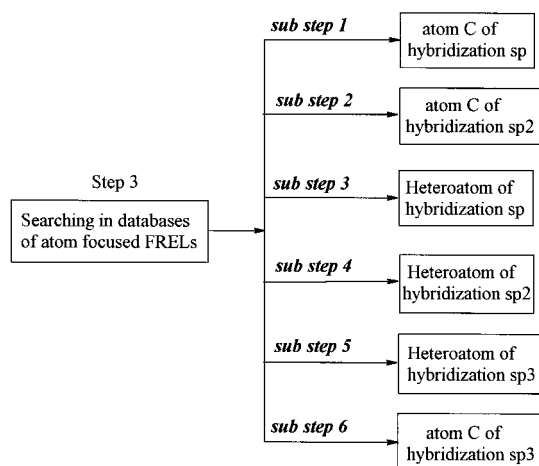 Step 3
Searching in databases
of atom focused FRELs
sub step 1
atom C of
hybridization sp
sub step 2
atom C of
hybridization sp2
sub step 3
Heteroatom of
hybridization sp
sub step 4
Heteroatom of
hybridization sp2
sub step 5
Heteroatom of
hybridization sp3
sub step 6
atom C of
hybridization sp3